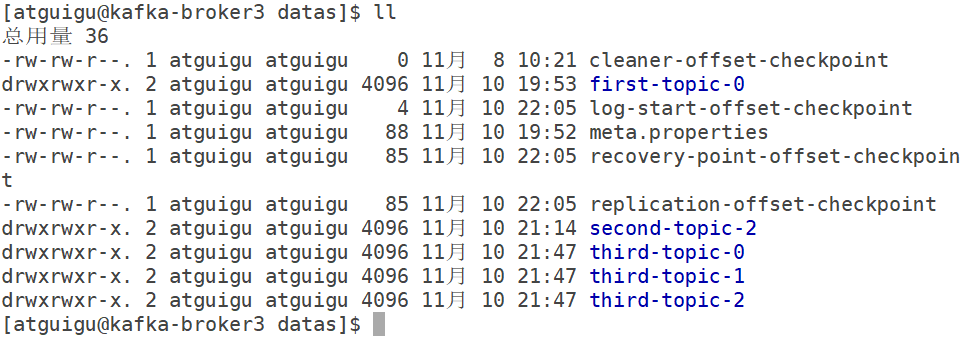 [atguigu@kafka-broker3 datas]$ ll
总用量 36
-rw-rw-r--. 1 atguigu atguigu    0 11月  8 10:21 cleaner-offset-checkpoint
drwxrwxr-x. 2 atguigu atguigu 4096 11月 10 19:53 first-topic-0
-rw-rw-r--. 1 atguigu atguigu    4 11月 10 22:05 log-start-offset-checkpoint
-rw-rw-r--. 1 atguigu atguigu   88 11月 10 19:52 meta.properties
-rw-rw-r--. 1 atguigu atguigu   85 11月 10 22:05 recovery-point-offset-checkpoin
t
-rw-rw-r--. 1 atguigu atguigu   85 11月 10 22:05 replication-offset-checkpoint
drwxrwxr-x. 2 atguigu atguigu 4096 11月 10 21:14 second-topic-2
drwxrwxr-x. 2 atguigu atguigu 4096 11月 10 21:47 third-topic-0
drwxrwxr-x. 2 atguigu atguigu 4096 11月 10 21:47 third-topic-1
drwxrwxr-x. 2 atguigu atguigu 4096 11月 10 21:47 third-topic-2
[atguigu@kafka-broker3 datas]$